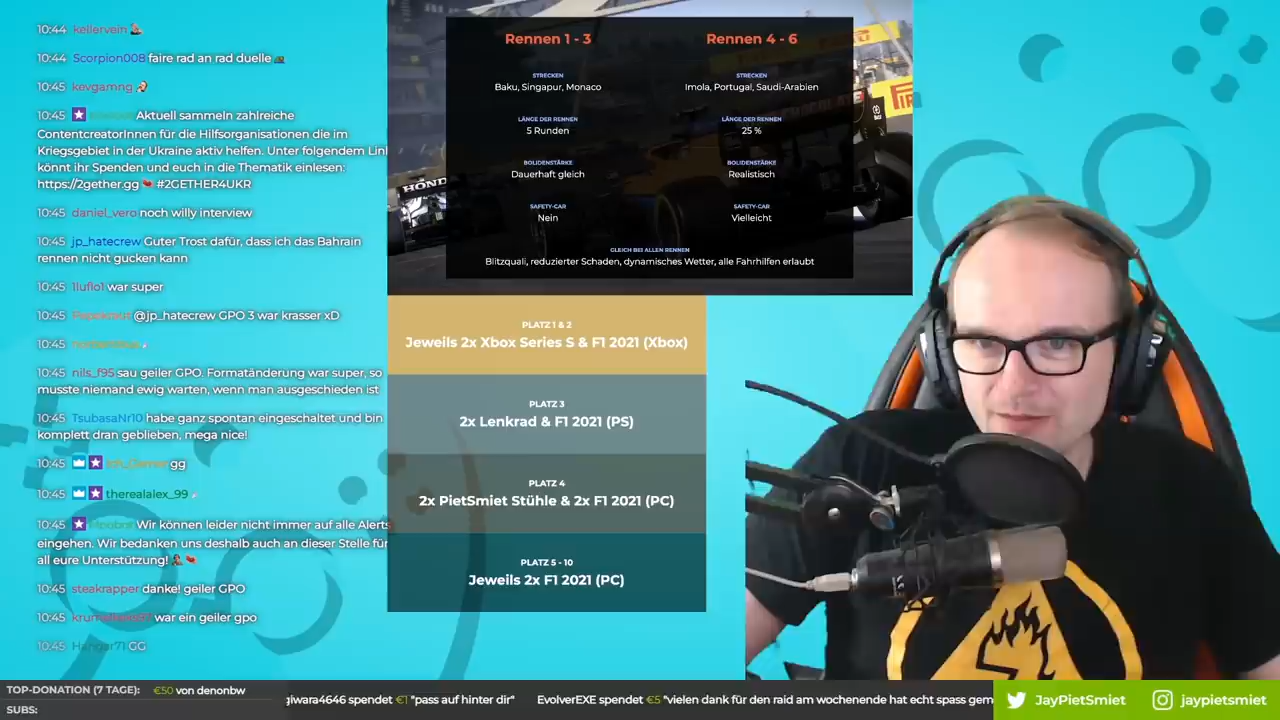 10:44 kellervein
10:44 Scorpion008 faire rad an rad duelle
10:45 kevgamng
10:45 Aktuell sammeln zahlreiche
ContentcreatorInnen für die Hilfsorganisationen die im
Kriegsgebiet in der Ukraine aktiv helfen. Unter folgendem Link
könnt ihr Spenden und euch in die Thematik einlesen:
https://2gether.gg #2GETHER4UKR
10:45 daniel_vero noch willy interview
10:45 jp_hatecrew Guter Trost dafür, dass ich das Bahrain
rennen nicht gucken kann
10:45 1luflo1 war super
10:45 @jp_hatecrew GPO 3 war krasser xD
10:45
10:45 nils_f95 sau geiler GPO. Formatänderung war super, so
musste niemand ewig warten, wenn man ausgeschieden ist
10:45 TsubasaNr10 habe ganz spontan eingeschaltet und bin
komplett dran geblieben, mega nice!
10:45 gg
10:45 therealalex_99
10:45 Wir können leider nicht immer auf alle Alerts
eingehen. Wir bedanken uns deshalb auch an dieser Stelle für
all eure Unterstützung!
10:45 steakrapper danke! geiler GPO
10:45 war ein geiler gpo
10:45 Hangar71 GG
Rennen 1 - 3
STRECKEN
Baku, Singapur, Monaco
LÄNGE DER RENNEN
5 Runden
BOLIDENSTÄRKE
Dauerhaft gleich
SAFETY-CAR
Nein
Rennen 4 - 6
STRECKEN
Imola, Portugal, Saudi-Arabien
LÄNGE DER RENNEN
25 %
BOLIDENSTÄRKE
Realistisch
SAFETY-CAR
Vielleicht
GLEICH BEI ALLEN RENNEN
Blitzquali, reduzierter Schaden, dynamisches Wetter, alle Fahrhilfen erlaubt
HOND
PIR
PLATZ 1 & 2
Jeweils 2x Xbox Series S & F1 2021 (Xbox)
PLATZ 3
2x Lenkrad & F1 2021 (PS)
PLATZ 4
2x PietSmiet Stühle & 2x F1 2021 (PC)
PLATZ 5 - 10
Jeweils 2x F1 2021 (PC)
TOP-DONATION (7 TAGE): €50 von denonbw
SUBS:
giwara4646 spendet €1 "pass auf hinter dir" EvolverEXE spendet €5 "vielen dank für den raid am wochenende hat echt spass gem
JayPietSmiet
jaypietsmiet